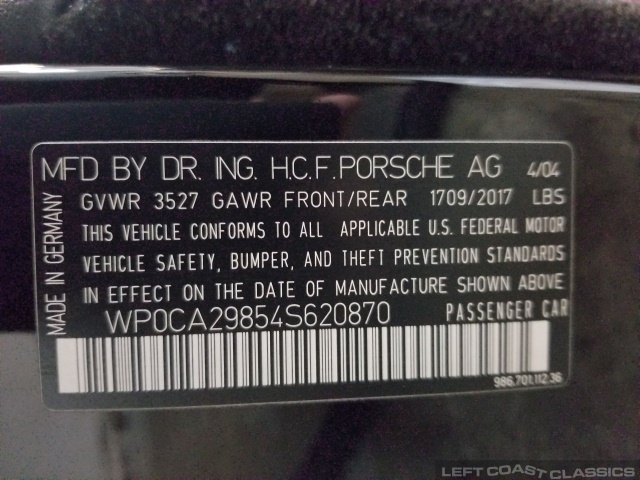 MFD BY DR. ING. H.C.F.PORSCHE AG 4/04
GVWR 3527 GAWR FRONT/REAR 1709/2017 LBS
THIS VEHICLE CONFORMS TO ALL APPLICABLE U.S. FEDERAL MOTOR
VEHICLE SAFETY, BUMPER, AND THEFT PREVENTION STANDARDS
IN EFFECT ON THE DATE OF MANUFACTURE SHOWN ABOVE
WP0CA29854S620870 PASSENGER CAR
986.701.112.36
MADE IN GERMANY
LEFT COAST CLASSICS